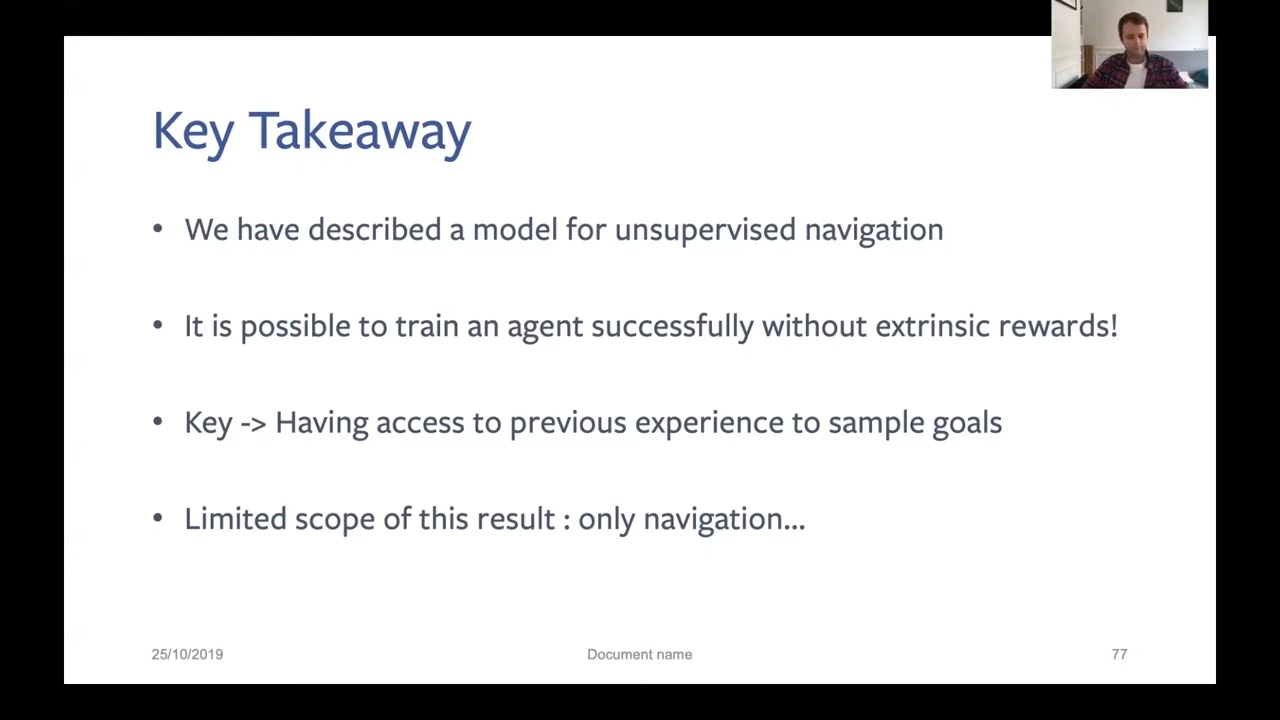 Key Takeaway
• We have described a model for unsupervised navigation
• It is possible to train an agent successfully without extrinsic rewards!
• Key -> Having access to previous experience to sample goals
• Limited scope of this result : only navigation...
25/10/2019
Document name
77